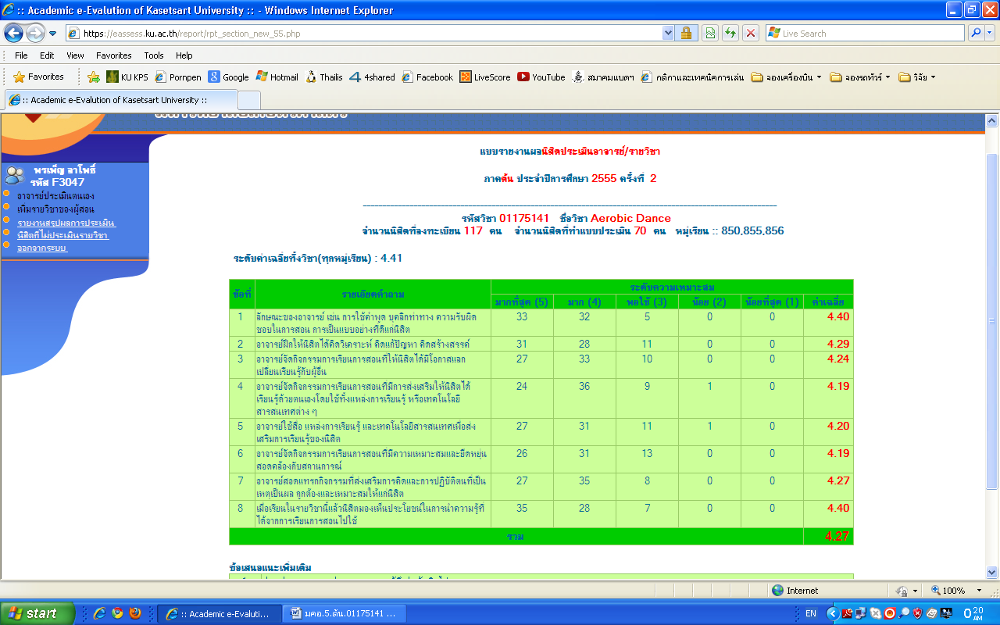 :: Academic e-Evalution of Kasetsart University :: - Windows Internet Explorer
https://eassess.ku.ac.th/report/rpt_section_new_55.php
Live Search
File Edit View Favorites Tools Help
Favorites KU KPS Pornpen Google Hotmail Thailis 4shared Facebook LiveScore YouTube สมาคมแบดฯ กติกาและเทคนิคการเล่น จองเครื่องบิน จองรถทัวร์ วิจัย
:: Academic e-Evalution of Kasetsart University ::
พรเพ็ญ ลาโพธิ์
รหัส F3047
อาจารย์ประเมินตนเอง
เพิ่มรายวิชาของผู้สอน
รายงานสรุปผลการประเมิน
นิสิตที่ไม่ประเมินรายวิชา
ออกจากระบบ
แบบรายงานผลนิสิตประเมินอาจารย์/รายวิชา
ภาคต้น ประจำปีการศึกษา 2555 ครั้งที่ 2
รหัสวิชา 01175141 ชื่อวิชา Aerobic Dance
จำนวนนิสิตที่ลงทะเบียน 117 คน จำนวนนิสิตที่ทำแบบประเมิน 70 คน หมู่เรียน :: 850,855,856
ระดับค่าเฉลี่ยทั้งวิชา(ทุกหมู่เรียน) : 4.41
ข้อที่ รายเอียดคำถาม ระดับความเหมาะสม
มากที่สุด (5) มาก (4) พอใช้ (3) น้อย (2) น้อยที่สุด (1) ค่าเฉลี่ย
1 ลักษณะของอาจารย์ เช่น การใช้คำพูด บุคลิกท่าทาง ความรับผิด 33 32 5 0 0 4.40
ชอบในการสอน การเป็นแบบอย่างที่ดีแก่นิสิต
2 อาจารย์ฝึกให้นิสิตได้คิดวิเคราะห์ คิดแก้ปัญหา คิดสร้างสรรค์ 31 28 11 0 0 4.29
3 อาจารย์จัดกิจกรรมการเรียนการสอนที่ให้นิสิตได้มีโอกาสแลก 27 33 10 0 0 4.24
เปลี่ยนเรียนรู้กับผู้อื่น
4 อาจารย์จัดกิจกรรมการเรียนการสอนที่มีการส่งเสริมให้นิสิตได้ 24 36 9 1 0 4.19
เรียนรู้ด้วยตนเองโดยใช้ทั้งแหล่งการเรียนรู้ หรือเทคโนโลยี
สารสนเทศต่าง ๆ
5 อาจารย์ใช้สื่อ แหล่งการเรียนรู้ และเทคโนโลยีสารสนเทศเพื่อส่ง 27 31 11 1 0 4.20
เสริมการเรียนรู้ของนิสิต
6 อาจารย์จัดกิจกรรมการเรียนการสอนที่มีความเหมาะสมและยืดหยุ่น 26 31 13 0 0 4.19
สอดคล้องกับสถานการณ์
7 อาจารย์สอดแทรกกิจกรรมที่ส่งเสริมการคิดและการปฏิบัติตนที่เป็น 27 35 8 0 0 4.27
เหตุเป็นผล ถูกต้องและเหมาะสมให้แก่นิสิต
8 เมื่อเรียนในรายวิชานี้แล้วนิสิตมองเห็นประโยชน์ในการนำความรู้ที่ 35 28 7 0 0 4.40
ได้จากการเรียนการสอนไปใช้
รวม 4.27
ข้อเสนอแนะเพิ่มเติม
Internet 100%
start :: Academic e-Evaluti... มคอ.5.ต้น.01175141 ... EN 0 20 AM